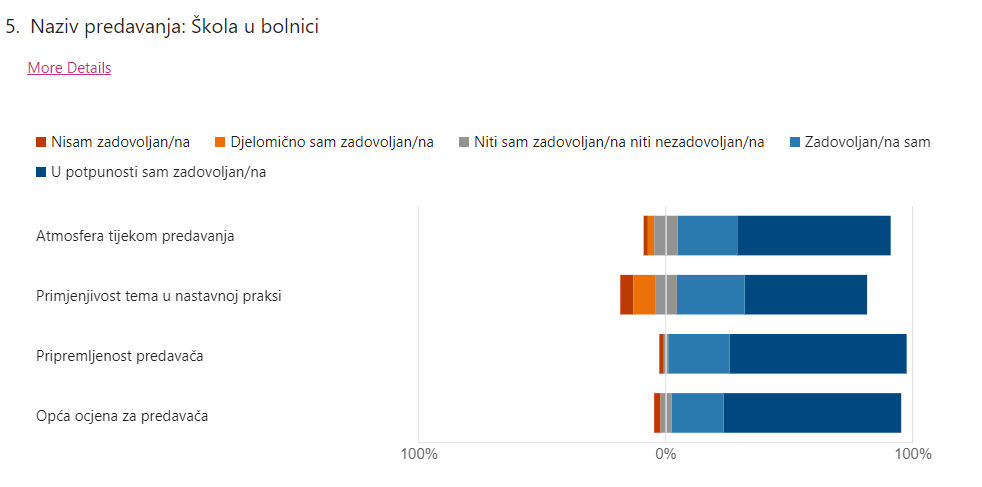 5. Naziv predavanja: Škola u bolnici
More Details
Nisam zadovoljan/na Djelomično sam zadovoljan/na Niti sam zadovoljan/na niti nezadovoljan/na Zadovoljan/na sam
U potpunosti sam zadovoljan/na
Atmosfera tijekom predavanja
Primjenjivost tema u nastavnoj praksi
Pripremljenost predavača
Opća ocjena za predavača
100% 0% 100%